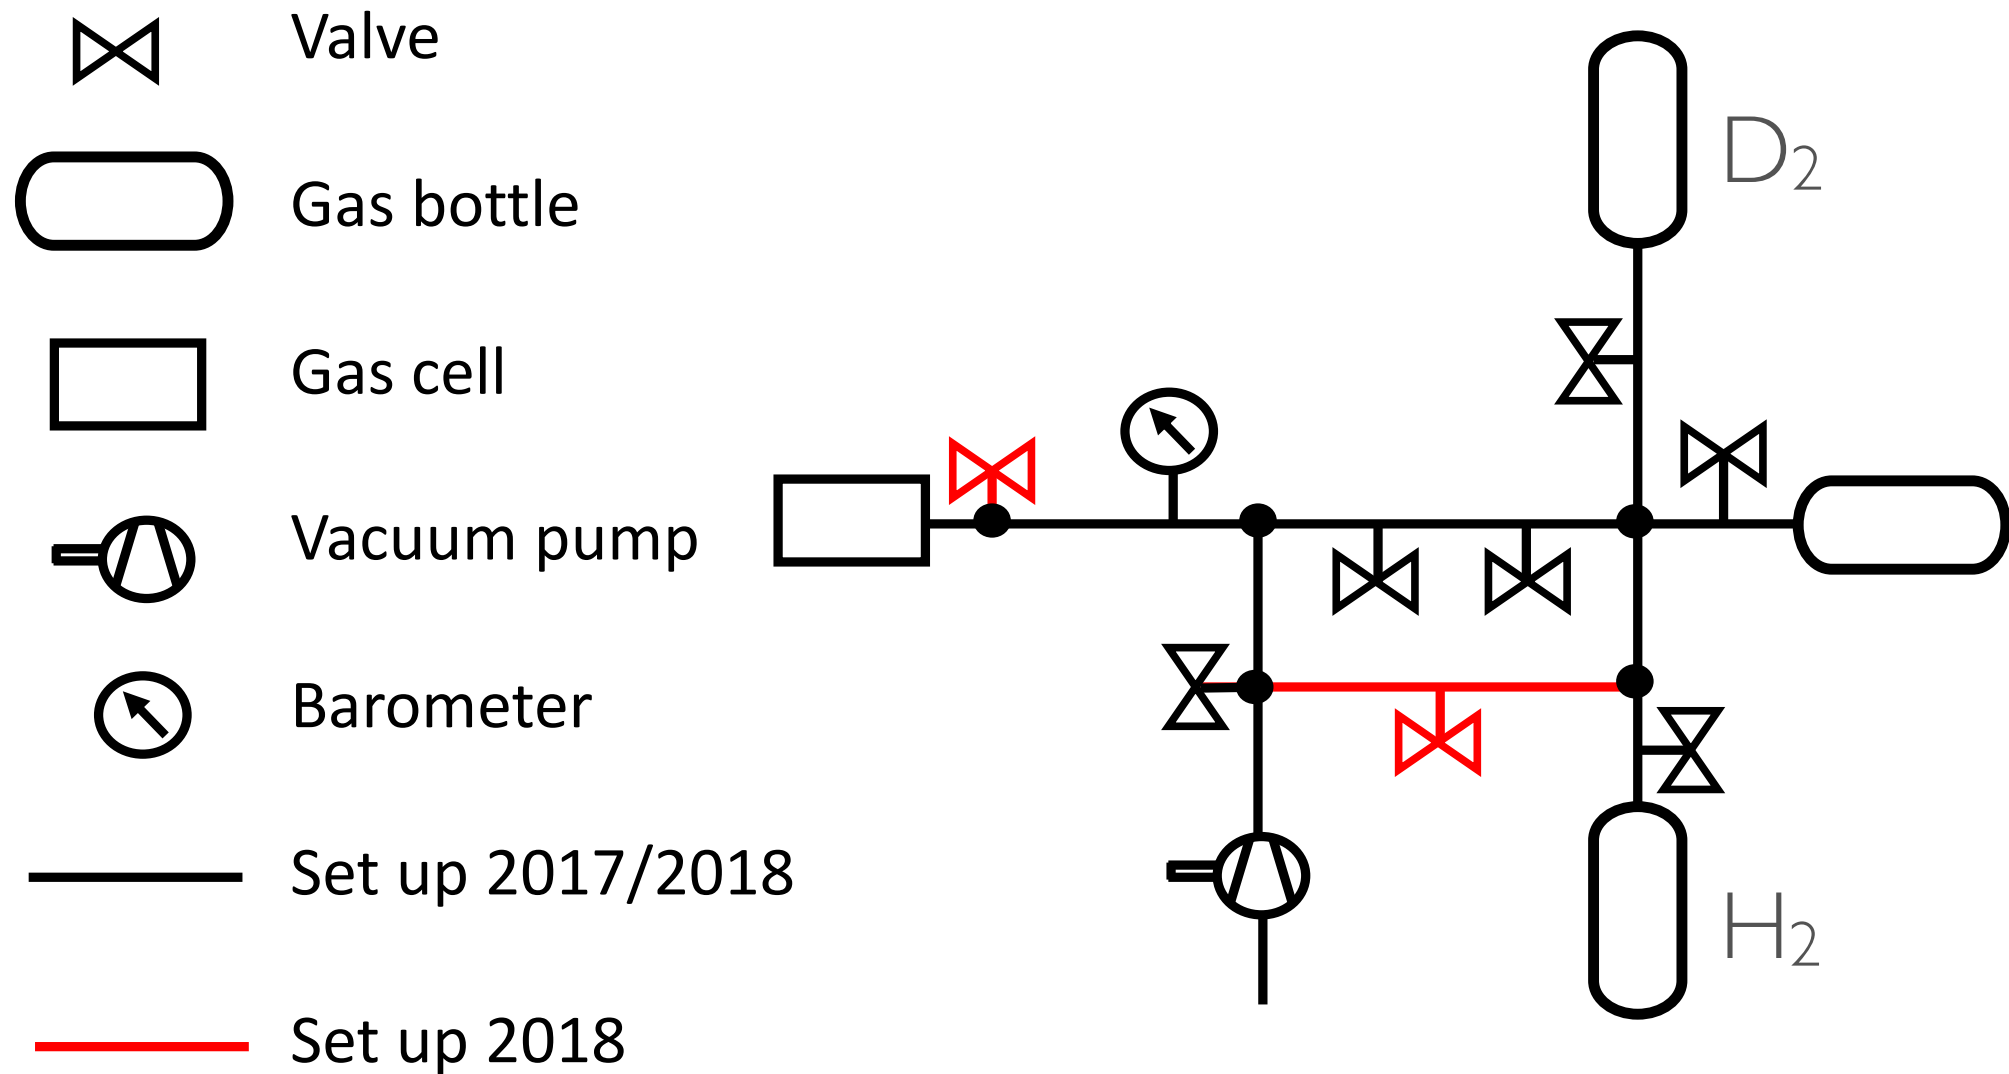 Valve
Gas bottle
Gas cell
Vacuum pump
Barometer
Set up 2017/2018
Set up 2018
D₂
H₂